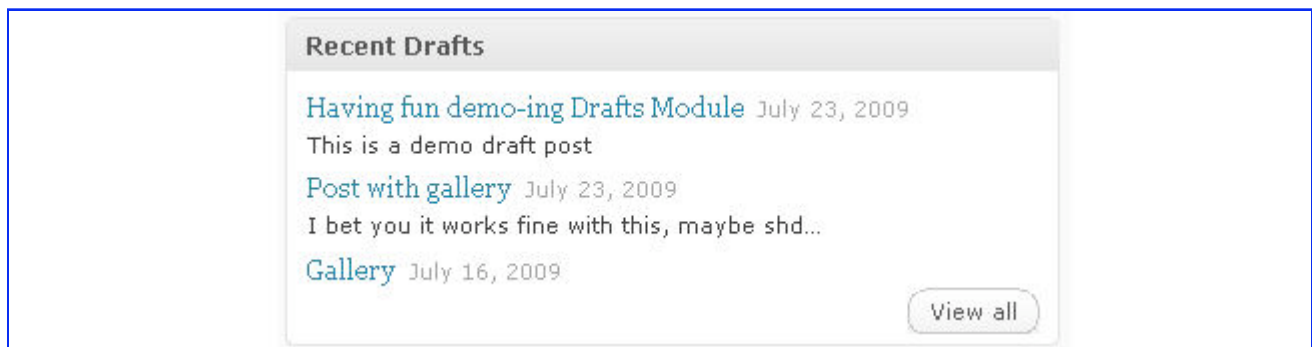 Recent Drafts
Having fun demo-ing Drafts Module July 23, 2009
This is a demo draft post
Post with gallery July 23, 2009
I bet you it works fine with this, maybe shd...
Gallery July 16, 2009
View all